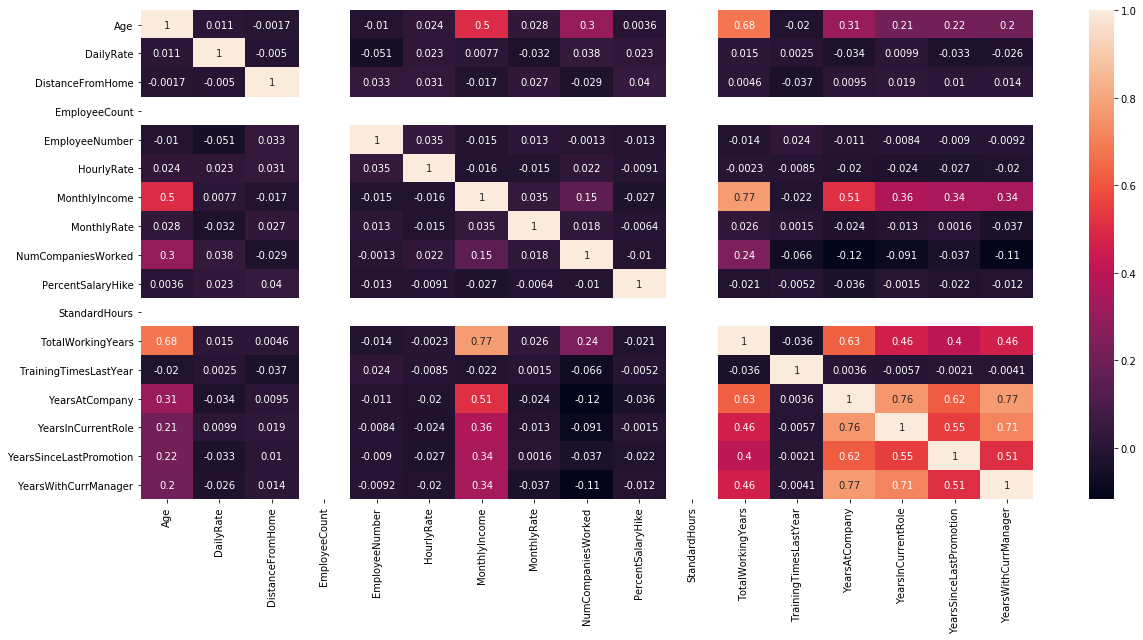 Age 1 0.011 -0.0017 -0.01 0.024 0.5 0.028 0.3 0.0036 0.68 -0.02 0.31 0.21 0.22 0.2
DailyRate 0.011 1 -0.005 -0.051 0.023 0.0077 -0.032 0.038 0.023 0.015 0.0025 -0.034 0.0099 -0.033 -0.026
DistanceFromHome -0.0017 -0.005 1 0.033 0.031 -0.017 0.027 -0.029 0.04 0.0046 -0.037 0.0095 0.019 0.01 0.014
EmployeeCount
EmployeeNumber -0.01 -0.051 0.033 1 0.035 -0.015 0.013 -0.0013 -0.013 -0.014 0.024 -0.011 -0.0084 -0.009 -0.0092
HourlyRate 0.024 0.023 0.031 0.035 1 -0.016 -0.015 0.022 -0.0091 -0.0023 -0.0085 -0.02 -0.024 -0.027 -0.02
MonthlyIncome 0.5 0.0077 -0.017 -0.015 -0.016 1 0.035 0.15 -0.027 0.77 -0.022 0.51 0.36 0.34 0.34
MonthlyRate 0.028 -0.032 0.027 0.013 -0.015 0.035 1 0.018 -0.0064 0.026 0.0015 -0.024 -0.013 0.0016 -0.037
NumCompaniesWorked 0.3 0.038 -0.029 -0.0013 0.022 0.15 0.018 1 -0.01 0.24 -0.066 -0.12 -0.091 -0.037 -0.11
PercentSalaryHike 0.0036 0.023 0.04 -0.013 -0.0091 -0.027 -0.0064 -0.01 1 -0.021 -0.0052 -0.036 -0.0015 -0.022 -0.012
StandardHours
TotalWorkingYears 0.68 0.015 0.0046 -0.014 -0.0023 0.77 0.026 0.24 -0.021 1 -0.036 0.63 0.46 0.4 0.46
TrainingTimesLastYear -0.02 0.0025 -0.037 0.024 -0.0085 -0.022 0.0015 -0.066 -0.0052 -0.036 1 0.0036 -0.0057 -0.0021 -0.0041
YearsAtCompany 0.31 -0.034 0.0095 -0.011 -0.02 0.51 -0.024 -0.12 -0.036 0.63 0.0036 1 0.76 0.62 0.77
YearsInCurrentRole 0.21 0.0099 0.019 -0.0084 -0.024 0.36 -0.013 -0.091 -0.0015 0.46 -0.0057 0.76 1 0.55 0.71
YearsSinceLastPromotion 0.22 -0.033 0.01 -0.009 -0.027 0.34 0.0016 -0.037 -0.022 0.4 -0.0021 0.62 0.55 1 0.51
YearsWithCurrManager 0.2 -0.026 0.014 -0.0092 -0.02 0.34 -0.037 -0.11 -0.012 0.46 -0.0041 0.77 0.71 0.51 1
Age
DailyRate
DistanceFromHome
EmployeeCount
EmployeeNumber
HourlyRate
MonthlyIncome
MonthlyRate
NumCompaniesWorked
PercentSalaryHike
StandardHours
TotalWorkingYears
TrainingTimesLastYear
YearsAtCompany
YearsInCurrentRole
YearsSinceLastPromotion
YearsWithCurrManager
1.0
0.8
0.6
0.4
0.2
0.0